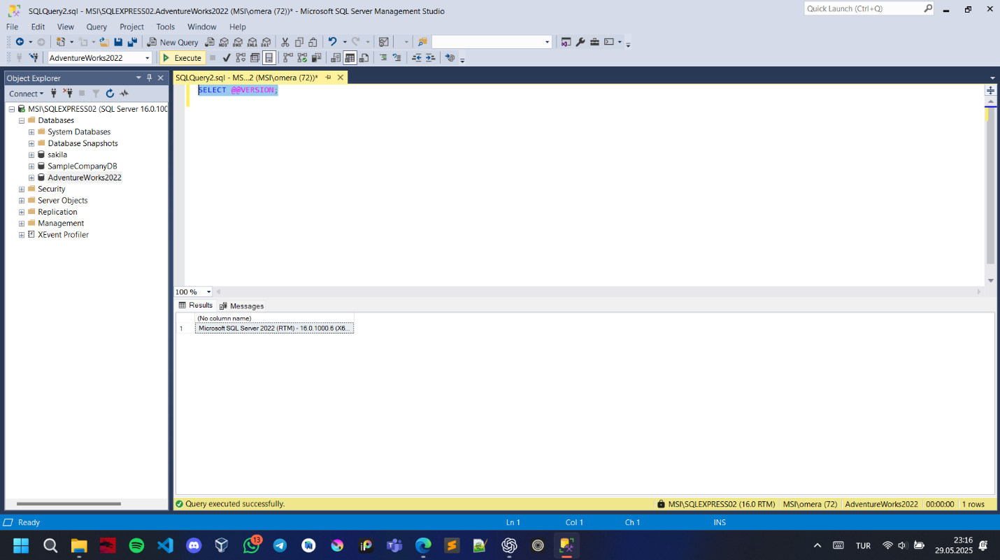 SQLQuery2.sql - MSI\SQLEXPRESS02.AdventureWorks2022 (MSI\omera (72))* - Microsoft SQL Server Management Studio
Quick Launch (Ctrl+Q)
File Edit View Query Project Tools Window Help
New Query MDX DMX XMLA DAX
AdventureWorks2022 Execute
Object Explorer
SQLQuery2.sql - MS...2 (MSI\omera (72))*
Connect
SELECT @@VERSION;
MSI\SQLEXPRESS02 (SQL Server 16.0.100
Databases
System Databases
Database Snapshots
sakila
SampleCompanyDB
AdventureWorks2022
Security
Server Objects
Replication
Management
XEvent Profiler
100 %
Results Messages
(No column name)
1 Microsoft SQL Server 2022 (RTM) - 16.0.1000.6 (X6...
Query executed successfully. MSI\SQLEXPRESS02 (16.0 RTM) MSI\omera (72) AdventureWorks2022 00:00:00 1 rows
Ready Ln 1 Col 1 Ch 1 INS
13
TUR
23:16
29.05.2025